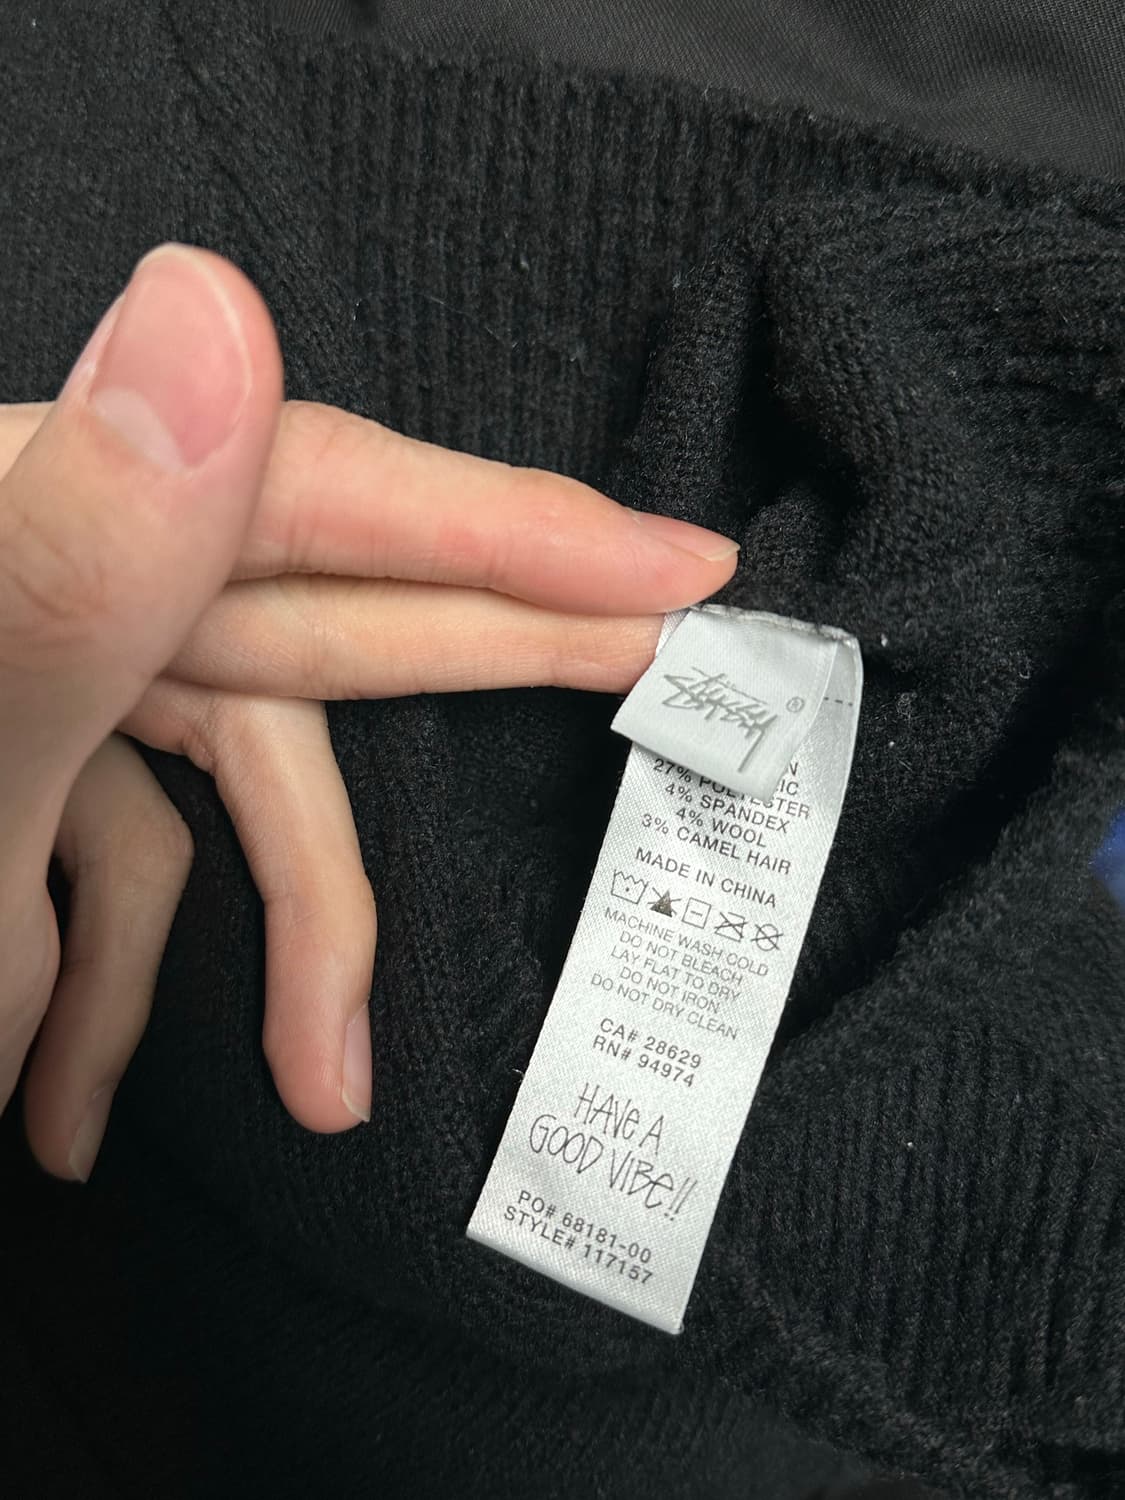 Stüssy ®
27% POLYESTER
4% SPANDEX
4% WOOL
3% CAMEL HAIR
MADE IN CHINA
MACHINE WASH COLD
DO NOT BLEACH
LAY FLAT TO DRY
DO NOT IRON
DO NOT DRY CLEAN
CA# 28629
RN# 94974
HAVE A
GOOD VIBE!!
PO# 68181-00
STYLE# 117157